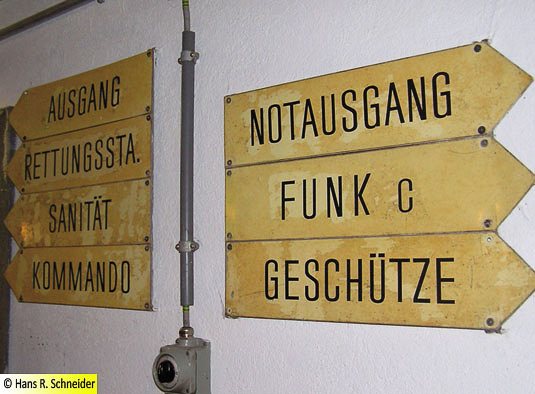 AUSGANG
RETTUNGSSTA.
SANITÄT
KOMMANDO
NOTAUSGANG
FUNK C
GESCHÜTZE
© Hans R. Schneider